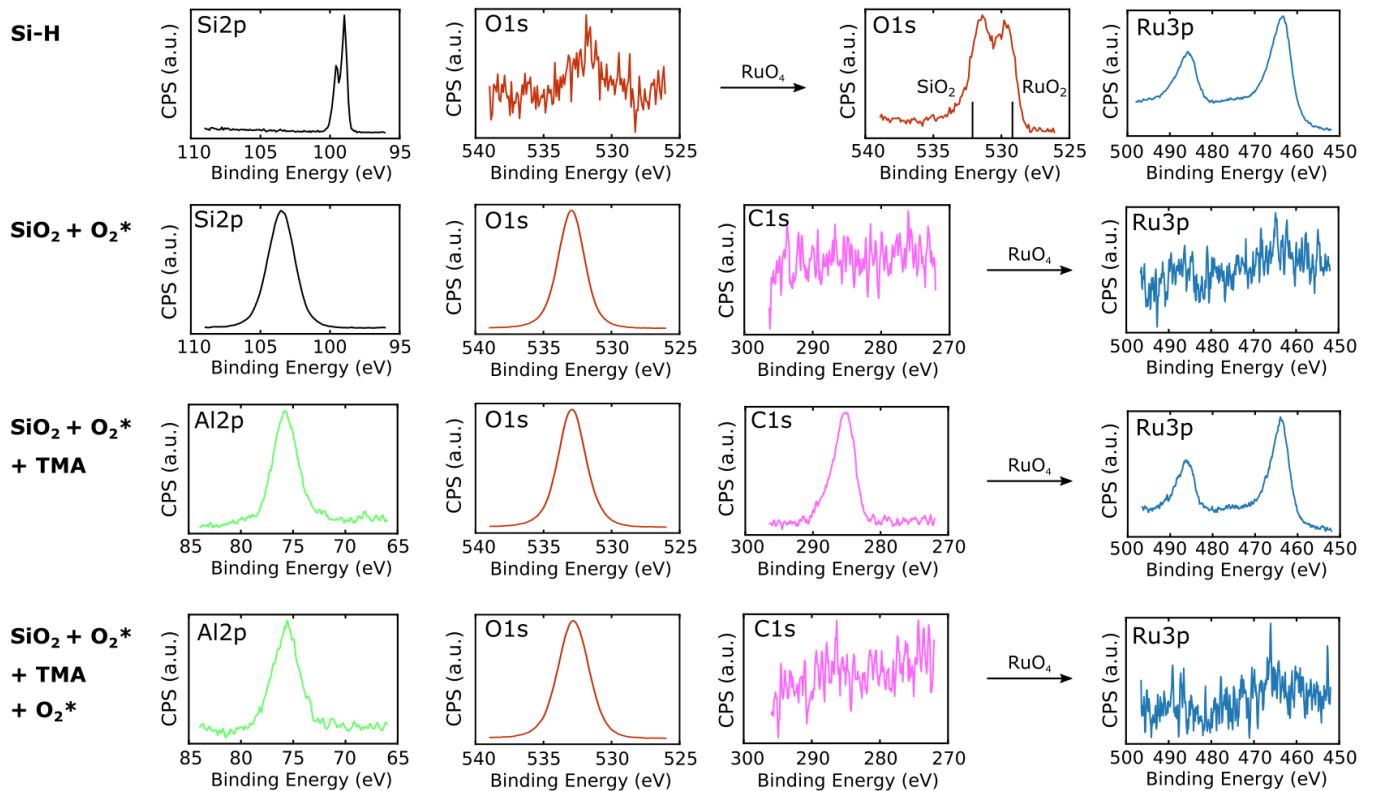 Si-H
Si2p
CPS (a.u.)
110 105 100 95
Binding Energy (eV)
O1s
CPS (a.u.)
540 535 530 525
Binding Energy (eV)
RuO₄
O1s
SiO₂
RuO₂
CPS (a.u.)
540 535 530 525
Binding Energy (eV)
Ru3p
CPS (a.u.)
500 490 480 470 460 450
Binding Energy (eV)
SiO₂ + O₂*
Si2p
CPS (a.u.)
110 105 100 95
Binding Energy (eV)
O1s
CPS (a.u.)
540 535 530 525
Binding Energy (eV)
C1s
CPS (a.u.)
300 290 280 270
Binding Energy (eV)
RuO₄
Ru3p
CPS (a.u.)
500 490 480 470 460 450
Binding Energy (eV)
SiO₂ + O₂*
+ TMA
Al2p
CPS (a.u.)
85 80 75 70 65
Binding Energy (eV)
O1s
CPS (a.u.)
540 535 530 525
Binding Energy (eV)
C1s
CPS (a.u.)
300 290 280 270
Binding Energy (eV)
RuO₄
Ru3p
CPS (a.u.)
500 490 480 470 460 450
Binding Energy (eV)
SiO₂ + O₂*
+ TMA
+ O₂*
Al2p
CPS (a.u.)
85 80 75 70 65
Binding Energy (eV)
O1s
CPS (a.u.)
540 535 530 525
Binding Energy (eV)
C1s
CPS (a.u.)
300 290 280 270
Binding Energy (eV)
RuO₄
Ru3p
CPS (a.u.)
500 490 480 470 460 450
Binding Energy (eV)